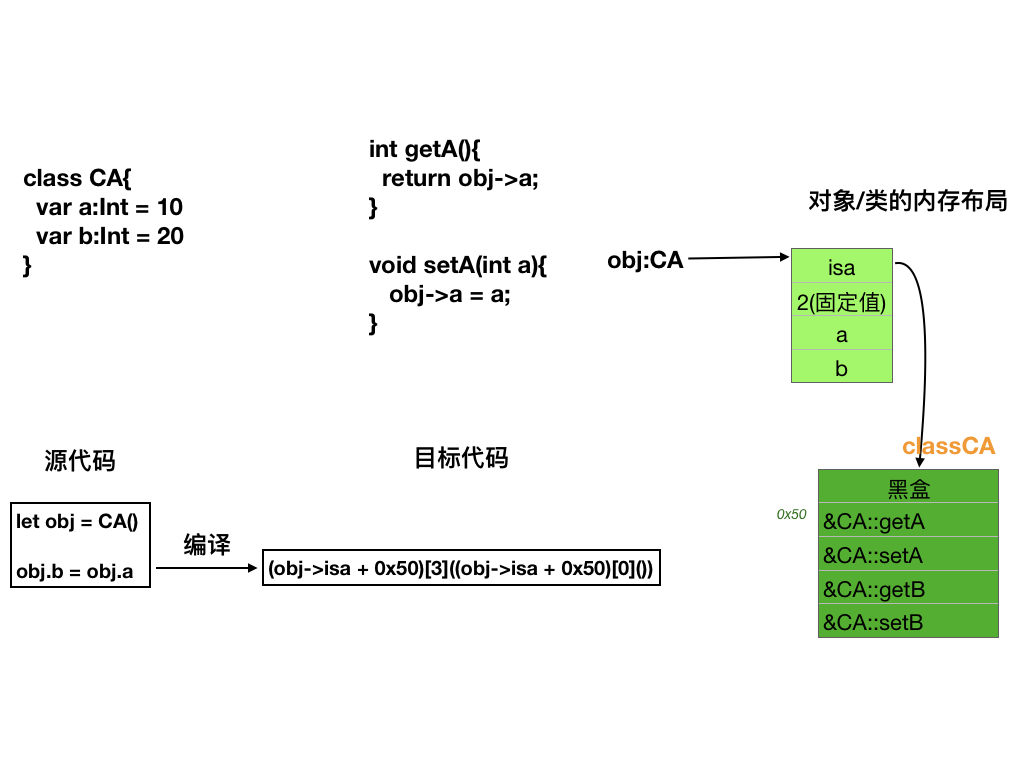 class CA{
var a:Int = 10
var b:Int = 20
}
int getA(){
return obj->a;
}
void setA(int a){
obj->a = a;
}
对象/类的内存布局
obj:CA
isa
2(固定值)
a
b
源代码
let obj = CA()
obj.b = obj.a
编译
目标代码
(obj->isa + 0x50)[3]((obj->isa + 0x50)[0]())
classCA
黑盒
0x50
&CA::getA
&CA::setA
&CA::getB
&CA::setB